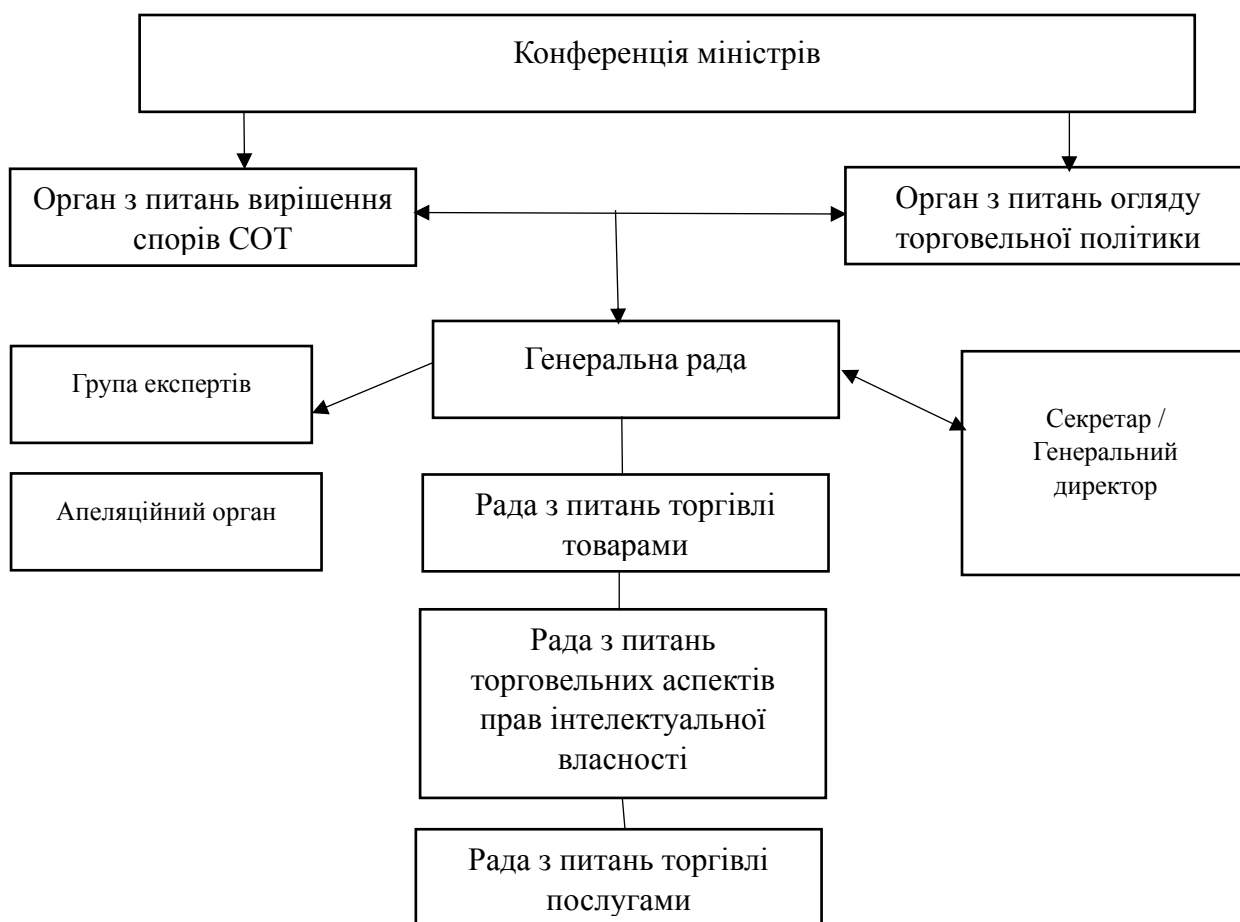 Конференція міністрів
Орган з питань вирішення
спорів СОТ
Орган з питань огляду
торговельної політики
Генеральна рада
Група експертів
Секретар /
Генеральний
директор
Апеляційний орган
Рада з питань торгівлі
товарами
Рада з питань
торговельних аспектів
прав інтелектуальної
власності
Рада з питань торгівлі
послугами